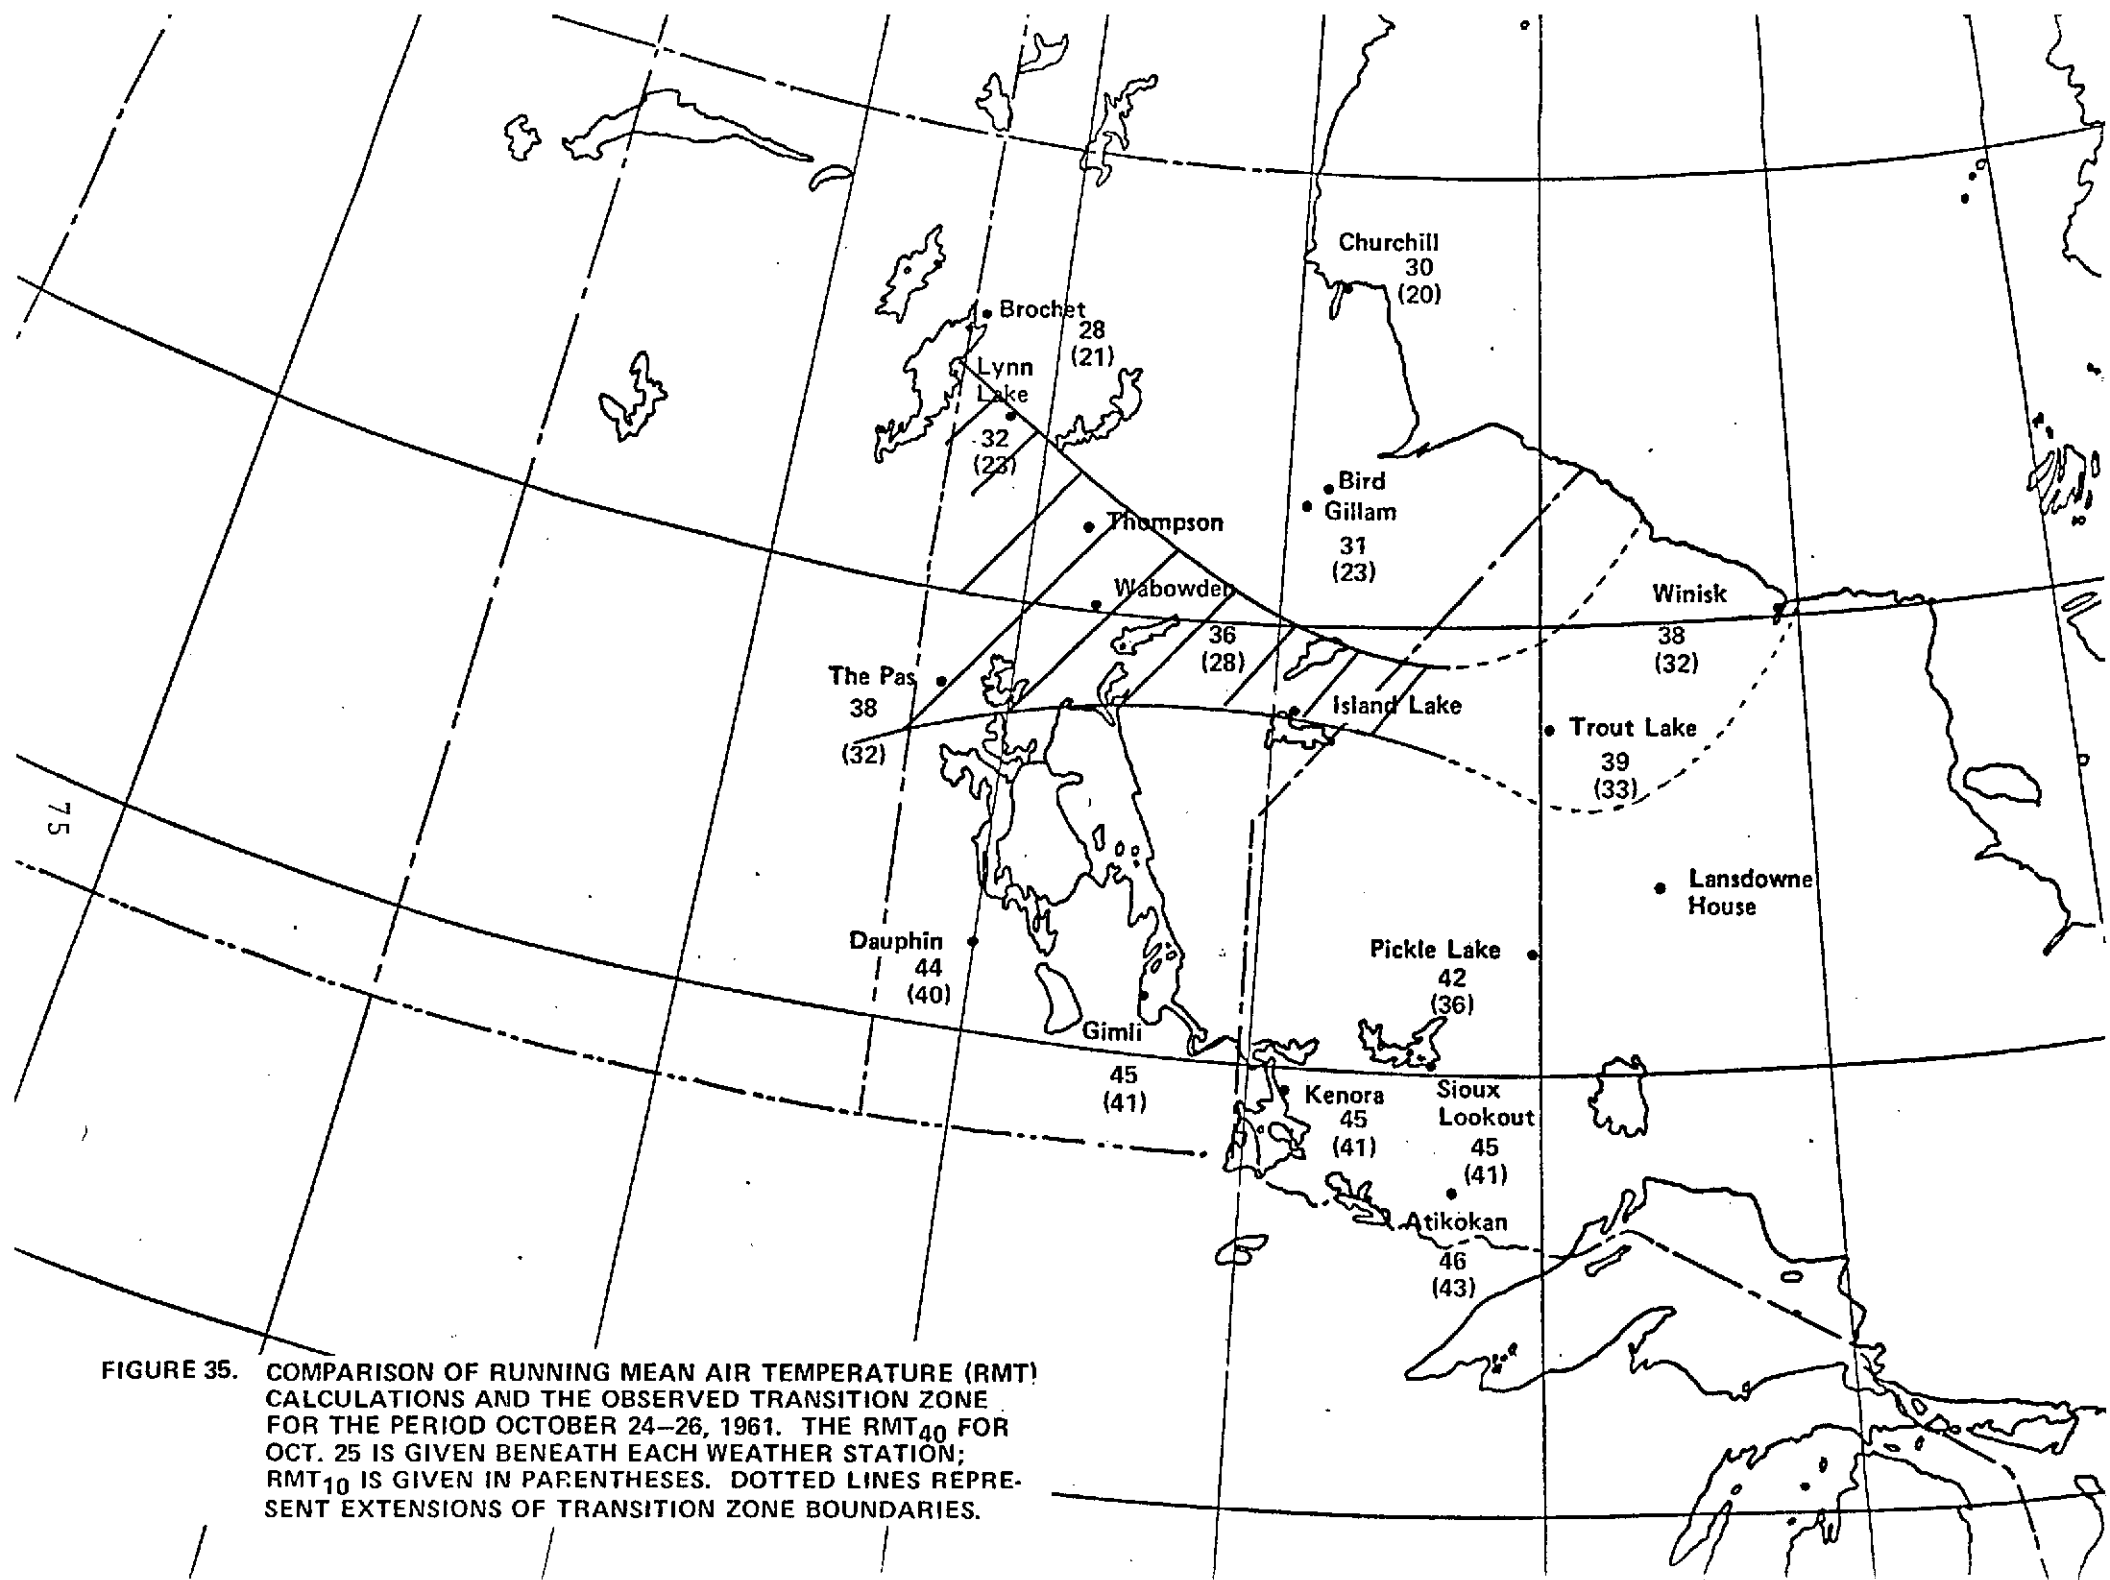 Churchill
30
(20)
Brochet
28
(21)
Lynn
Lake
32
(23)
Bird
Gillam
31
(23)
Thompson
Wabowden
36
(28)
Winisk
38
(32)
The Pas
38
(32)
Island Lake
Trout Lake
39
(33)
75
Lansdowne
House
Dauphin
44
(40)
Pickle Lake
42
(36)
Gimli
45
(41)
Kenora
45
(41)
Sioux
Lookout
45
(41)
Atikokan
46
(43)
FIGURE 35. COMPARISON OF RUNNING MEAN AIR TEMPERATURE (RMT)
CALCULATIONS AND THE OBSERVED TRANSITION ZONE
FOR THE PERIOD OCTOBER 24–26, 1961. THE RMT40 FOR
OCT. 25 IS GIVEN BENEATH EACH WEATHER STATION;
RMT10 IS GIVEN IN PARENTHESES. DOTTED LINES REPRE-
SENT EXTENSIONS OF TRANSITION ZONE BOUNDARIES.